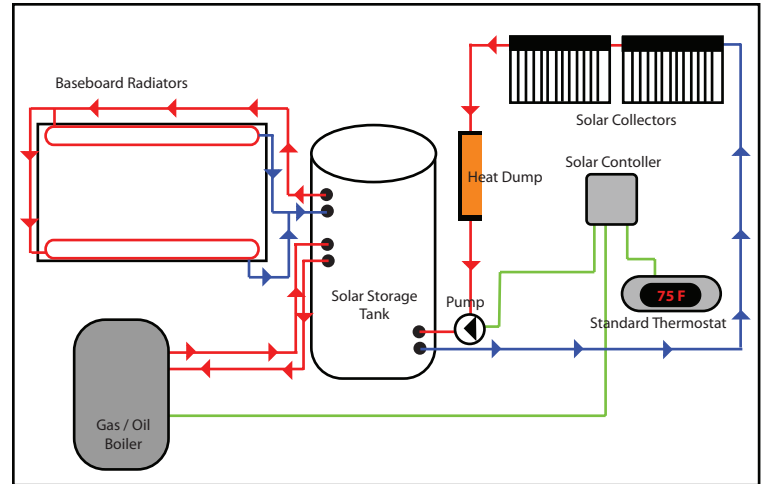 Baseboard Radiators
Solar Collectors
Solar Contoller
Heat Dump
Solar Storage
Tank
Pump
75 F
Standard Thermostat
Gas / Oil
Boiler